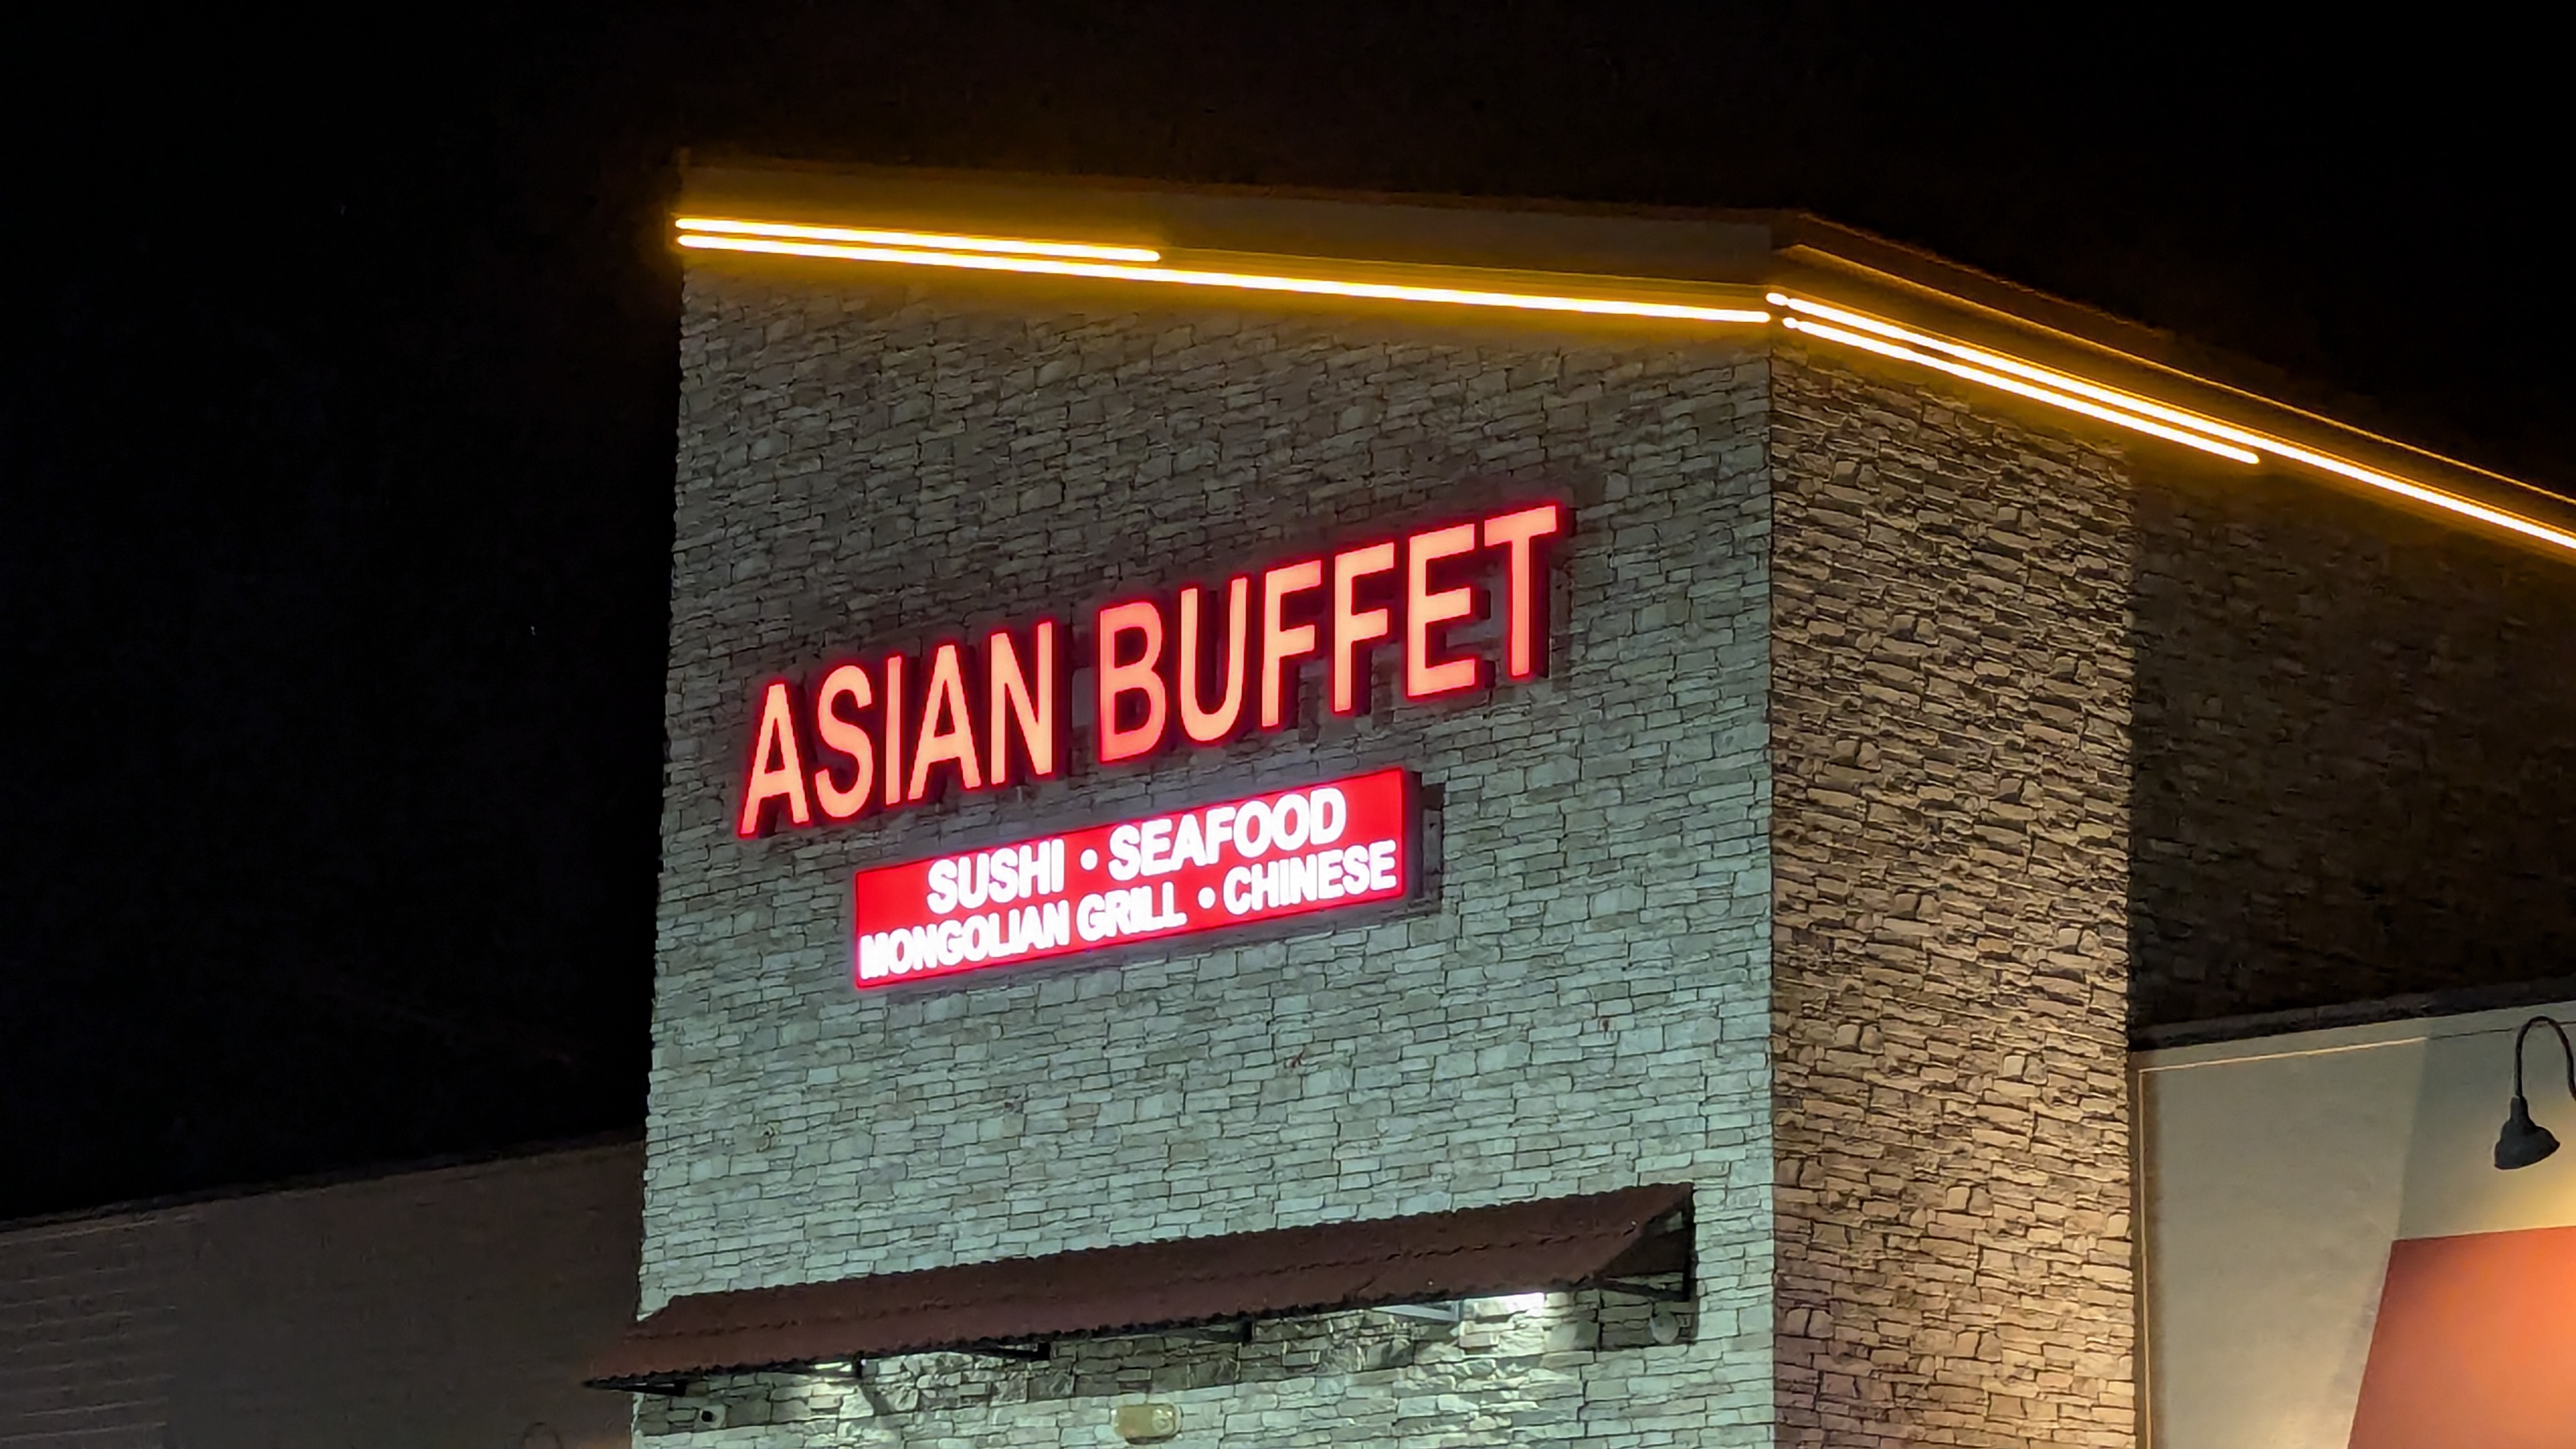 ASIAN BUFFET
SUSHI • SEAFOOD
MONGOLIAN GRILL • CHINESE